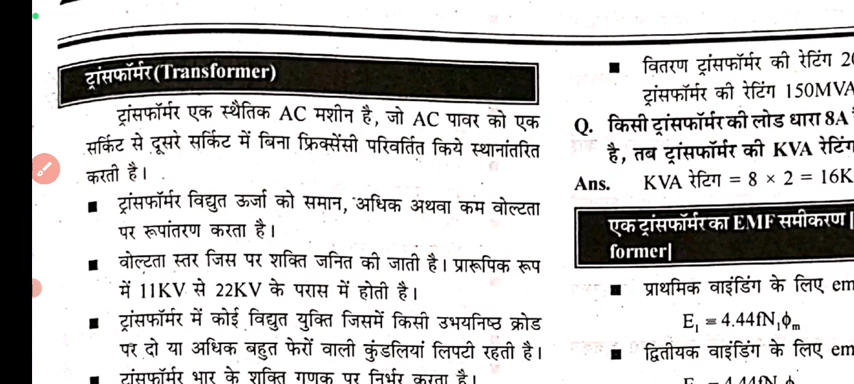 ट्रांसफॉर्मर(Transformer)
ट्रांसफॉर्मर एक स्थैतिक AC मशीन है, जो AC पावर को एक
सर्किट से दूसरे सर्किट में बिना फ्रिक्सेंसी परिवर्तित किये स्थानांतरित
करती है।
■ ट्रांसफॉर्मर विद्युत ऊर्जा को समान, अधिक अथवा कम वोल्टता
पर रूपांतरण करता है।
■ वोल्टता स्तर जिस पर शक्ति जनित की जाती है। प्रारूपिक रूप
में 11KV से 22KV के परास में होती है।
■ ट्रांसफॉर्मर में कोई विद्युत युक्ति जिसमें किसी उभयनिष्ठ क्रोड
पर दो या अधिक बहुत फेरों वाली कुंडलियां लिपटी रहती है।
■ ट्रांसफॉर्मर भार के शक्ति गुणक पर निर्भर करता है।
■ वितरण ट्रांसफॉर्मर की रेटिंग
ट्रांसफॉर्मर की रेटिंग 150MVA
Q. किसी ट्रांसफॉर्मर की लोड धारा 8A
है, तब ट्रांसफॉर्मर की KVA रेटिंग
Ans. KVA रेटिंग = 8 × 2 = 16K
एक ट्रांसफॉर्मर का EMF समीकरण |
former|
■ प्राथमिक वाइंडिंग के लिए em
E₁ = 4.44fN₁ϕₘ
■ द्वितीयक वाइंडिंग के लिए em